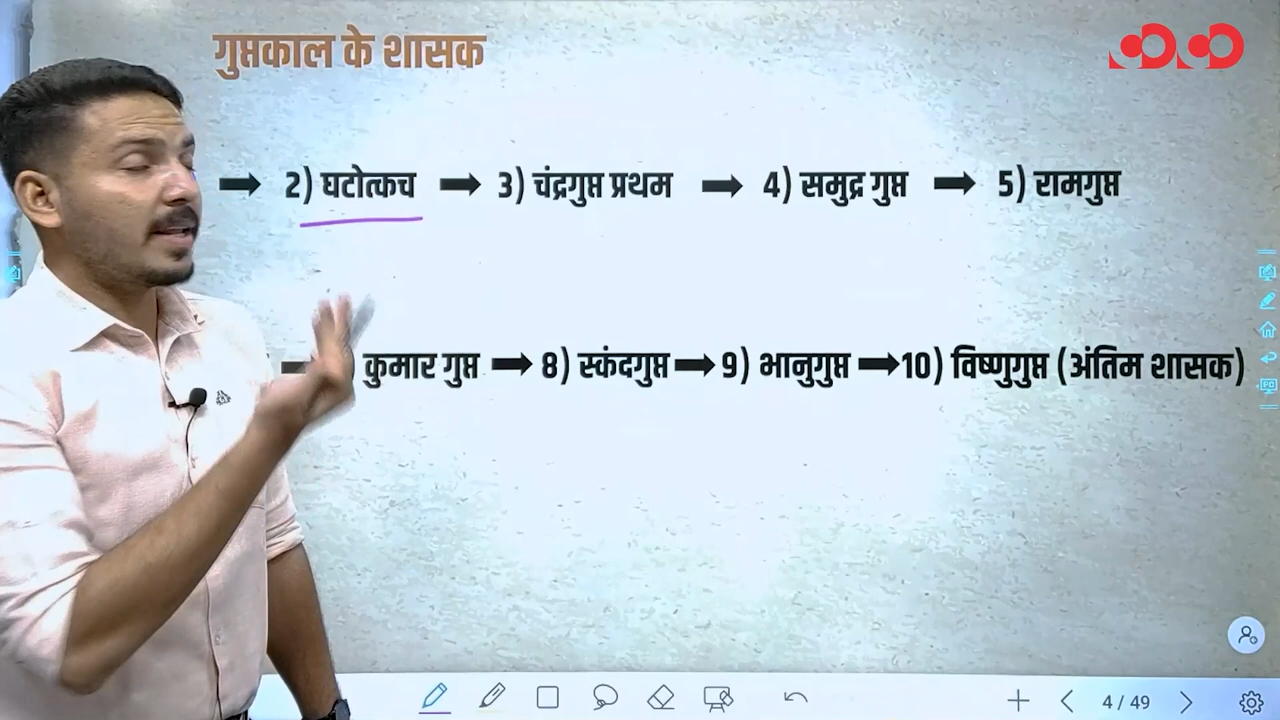 गुप्तकाल के शासक
➡ 2) घटोत्कच ➡ 3) चंद्रगुप्त प्रथम ➡ 4) समुद्र गुप्त ➡ 5) रामगुप्त
➡ ) कुमार गुप्त ➡ 8) स्कंदगुप्त ➡ 9) भानुगुप्त ➡ 10) विष्णुगुप्त (अंतिम शासक)
4 / 49